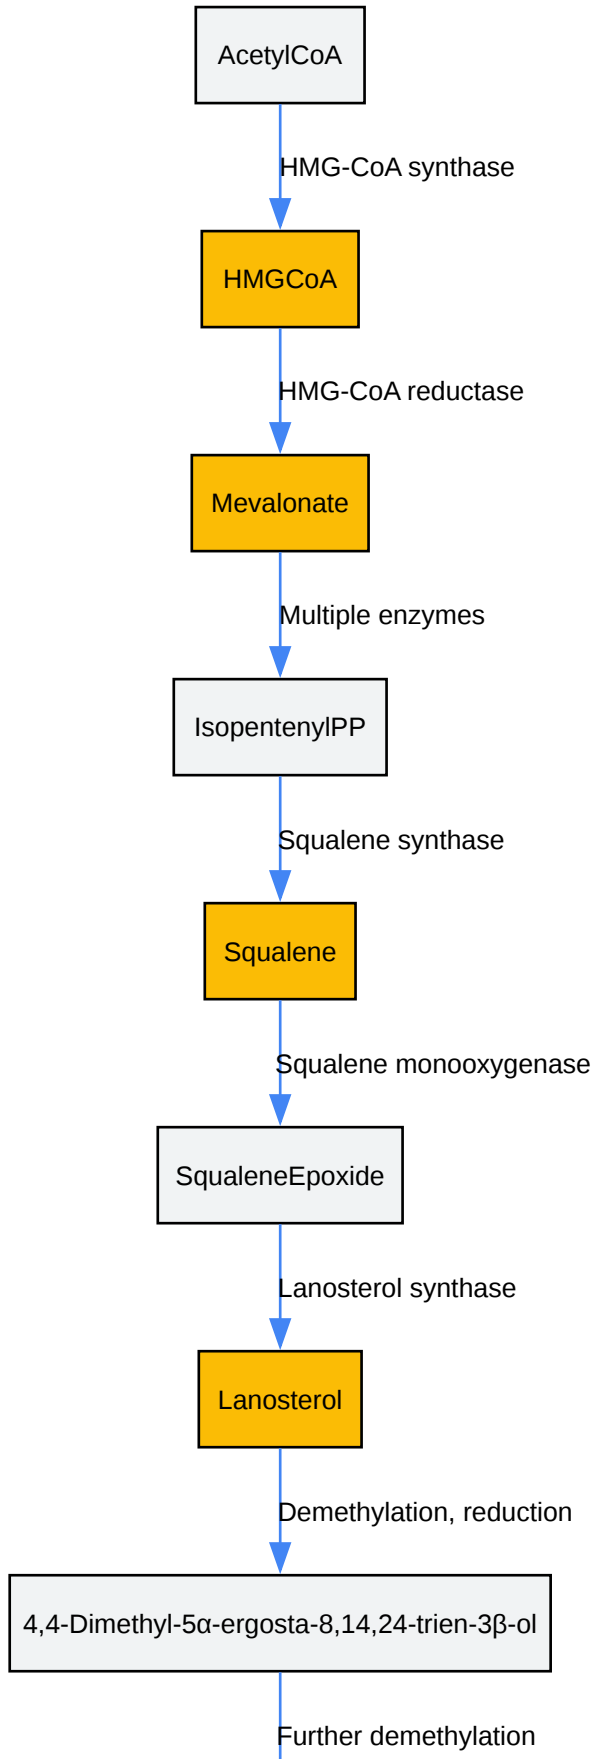 AcetylCoA
HMG-CoA synthase
HMGCoA
HMG-CoA reductase
Mevalonate
Multiple enzymes
IsopentenylPP
Squalene synthase
Squalene
Squalene monooxygenase
SqualeneEpoxide
Lanosterol synthase
Lanosterol
Demethylation, reduction
4,4-Dimethyl-5α-ergosta-8,14,24-trien-3β-ol
Further demethylation